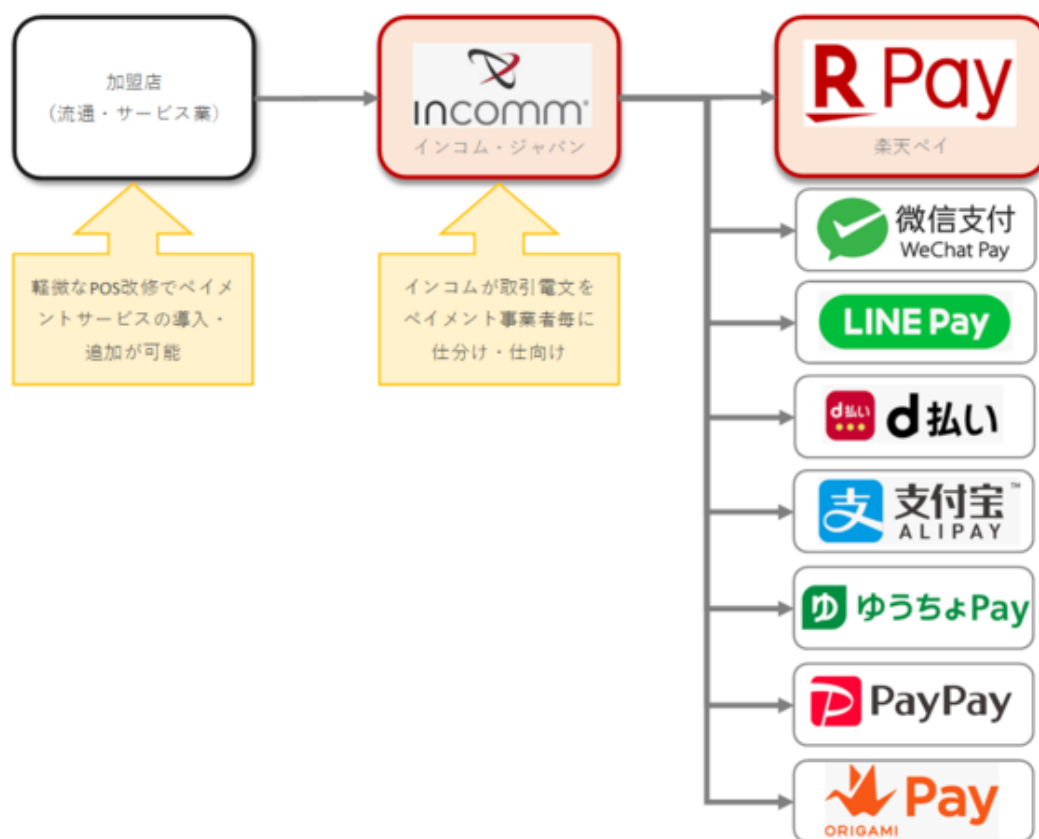 加盟店
(流通・サービス業)
incomm®
インコム・ジャパン
R Pay
楽天ペイ
軽微なPOS改修でペイメ
ントサービスの導入・
追加が可能
インコムが取引電文を
ペイメント事業者毎に
仕分け・仕向け
微信支付
WeChat Pay
LINE Pay
d払い
d払い
支
支付宝™
ALIPAY
ゆ
ゆうちょPay
P
PayPay
Pay
ORIGAMI